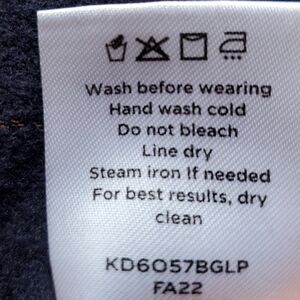 Wash before wearing
Hand wash cold
Do not bleach
Line dry
Steam iron If needed
For best results, dry
clean
KD6057BGLP
FA22